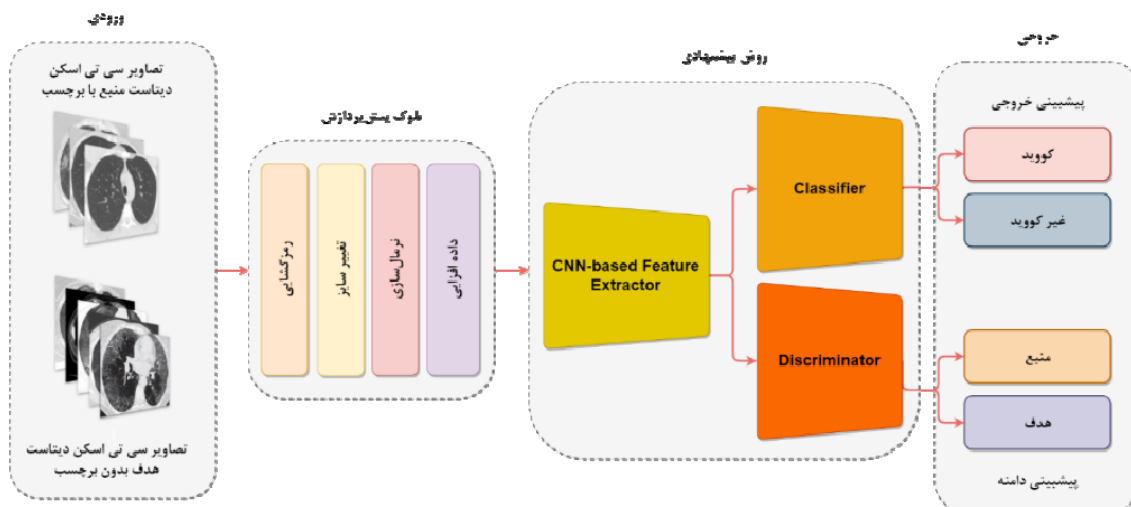 ورودی
تصاویر سی تی اسکن
دیتاست منبع با برچسب
تصاویر سی تی اسکن دیتاست
هدف بدون برچسب
بلوک پیش‌پردازش
رمزگشایی
تغییر سایز
نرمال‌سازی
داده افزایی
روش پیشنهادی
CNN-based Feature
Extractor
Classifier
Discriminator
خروجی
پیشبینی خروجی
کووید
غیر کووید
منبع
هدف
پیشبینی دامنه